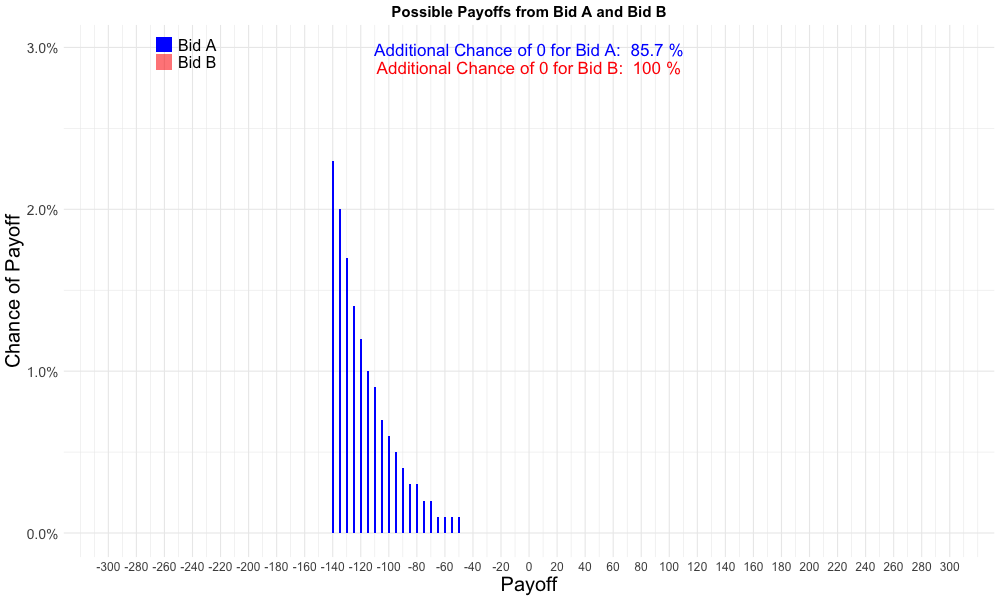 Possible Payoffs from Bid A and Bid B
Bid A
Bid B
Additional Chance of 0 for Bid A: 85.7 %
Additional Chance of 0 for Bid B: 100 %
Chance of Payoff
3.0%
2.0%
1.0%
0.0%
-300 -280 -260 -240 -220 -200 -180 -160 -140 -120 -100 -80 -60 -40 -20 0 20 40 60 80 100 120 140 160 180 200 220 240 260 280 300
Payoff